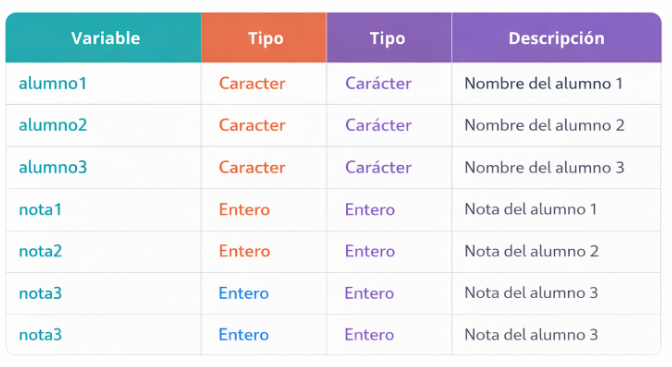 Variable Tipo Tipo Descripción
alumno1 Caracter Carácter Nombre del alumno 1
alumno2 Caracter Carácter Nombre del alumno 2
alumno3 Caracter Carácter Nombre del alumno 3
nota1 Entero Entero Nota del alumno 1
nota2 Entero Entero Nota del alumno 2
nota3 Entero Entero Nota del alumno 3
nota3 Entero Entero Nota del alumno 3